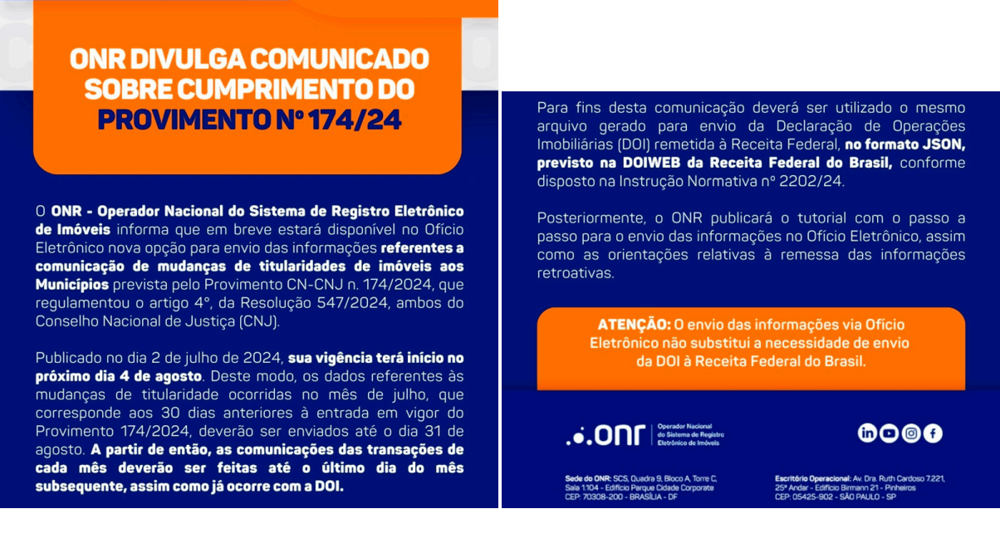 ONR DIVULGA COMUNICADO
SOBRE CUMPRIMENTO DO
PROVIMENTO Nº 174/24
O ONR - Operador Nacional do Sistema de Registro Eletrônico
de Imóveis informa que em breve estará disponível no Ofício
Eletrônico nova opção para envio das informações referentes a
comunicação de mudanças de titularidades de imóveis aos
Municípios prevista pelo Provimento CN-CNJ n. 174/2024, que
regulamentou o artigo 4º, da Resolução 547/2024, ambos do
Conselho Nacional de Justiça (CNJ).
Publicado no dia 2 de julho de 2024, sua vigência terá início no
próximo dia 4 de agosto. Deste modo, os dados referentes às
mudanças de titularidade ocorridas no mês de julho, que
corresponde aos 30 dias anteriores à entrada em vigor do
Provimento 174/2024, deverão ser enviados até o dia 31 de
agosto. A partir de então, as comunicações das transações de
cada mês deverão ser feitas até o último dia do mês
subsequente, assim como já ocorre com a DOI.
Para fins desta comunicação deverá ser utilizado o mesmo
arquivo gerado para envio da Declaração de Operações
Imobiliárias (DOI) remetida à Receita Federal, no formato JSON,
previsto na DOIWEB da Receita Federal do Brasil, conforme
disposto na Instrução Normativa nº 2202/24.
Posteriormente, o ONR publicará o tutorial com o passo a
passo para o envio das informações no Ofício Eletrônico, assim
como as orientações relativas à remessa das informações
retroativas.
ATENÇÃO: O envio das informações via Ofício
Eletrônico não substitui a necessidade de envio
da DOI à Receita Federal do Brasil.
onr
Operador Nacional
do Sistema de Registro
Eletrônico de Imóveis
in
f
Sede do ONR: SCS, Quadra 9, Bloco A, Torre C,
Sala 1.104 - Edifício Parque Cidade Corporate
CEP: 70308-200 - BRASÍLIA - DF
Escritório Operacional: Av. Dra. Ruth Cardoso 7.221,
25º Andar - Edifício Birmann 21 - Pinheiros
CEP: 05425-902 - SÃO PAULO - SP